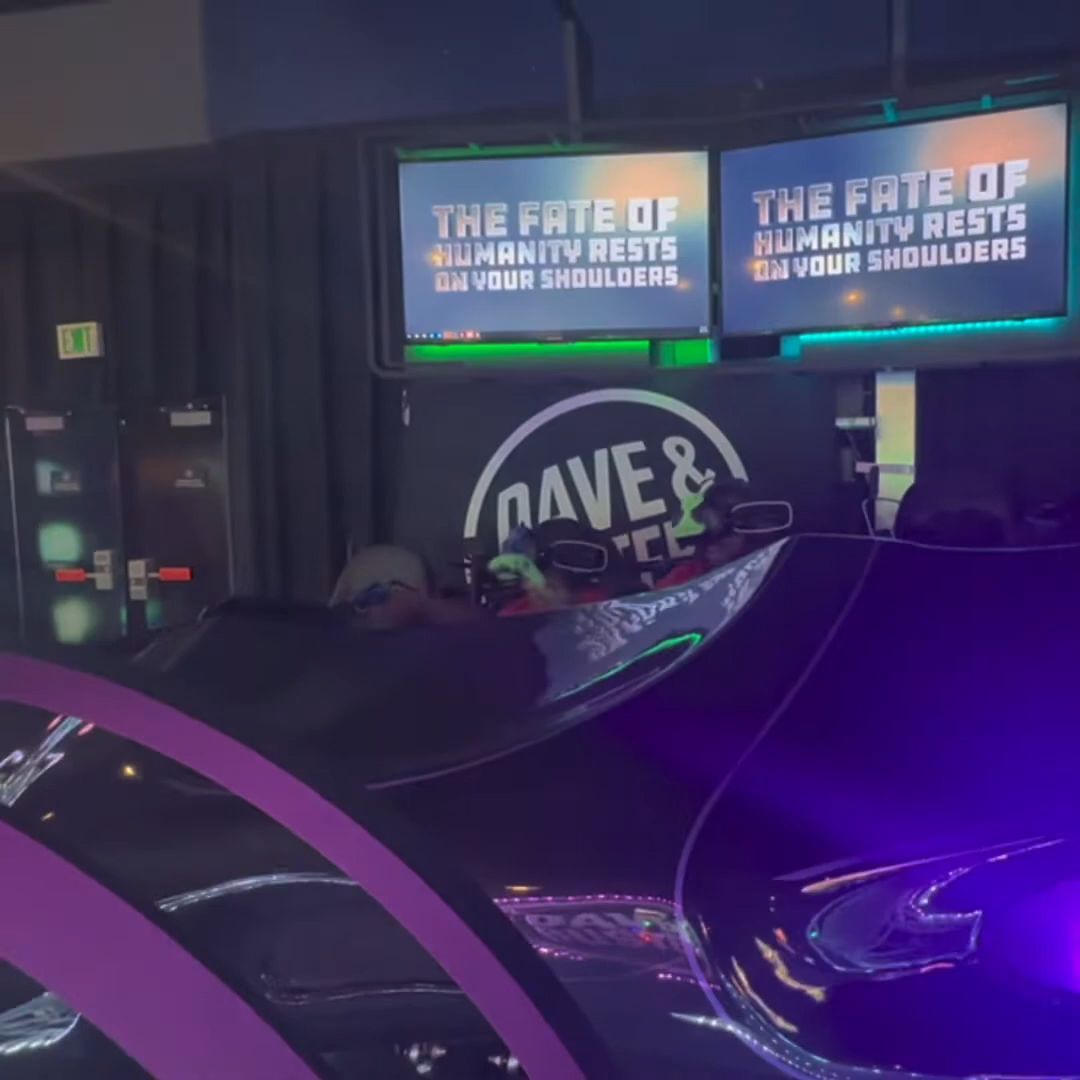 THE FATE OF
HUMANITY RESTS
ON YOUR SHOULDERS
THE FATE OF
HUMANITY RESTS
ON YOUR SHOULDERS
DAVE &